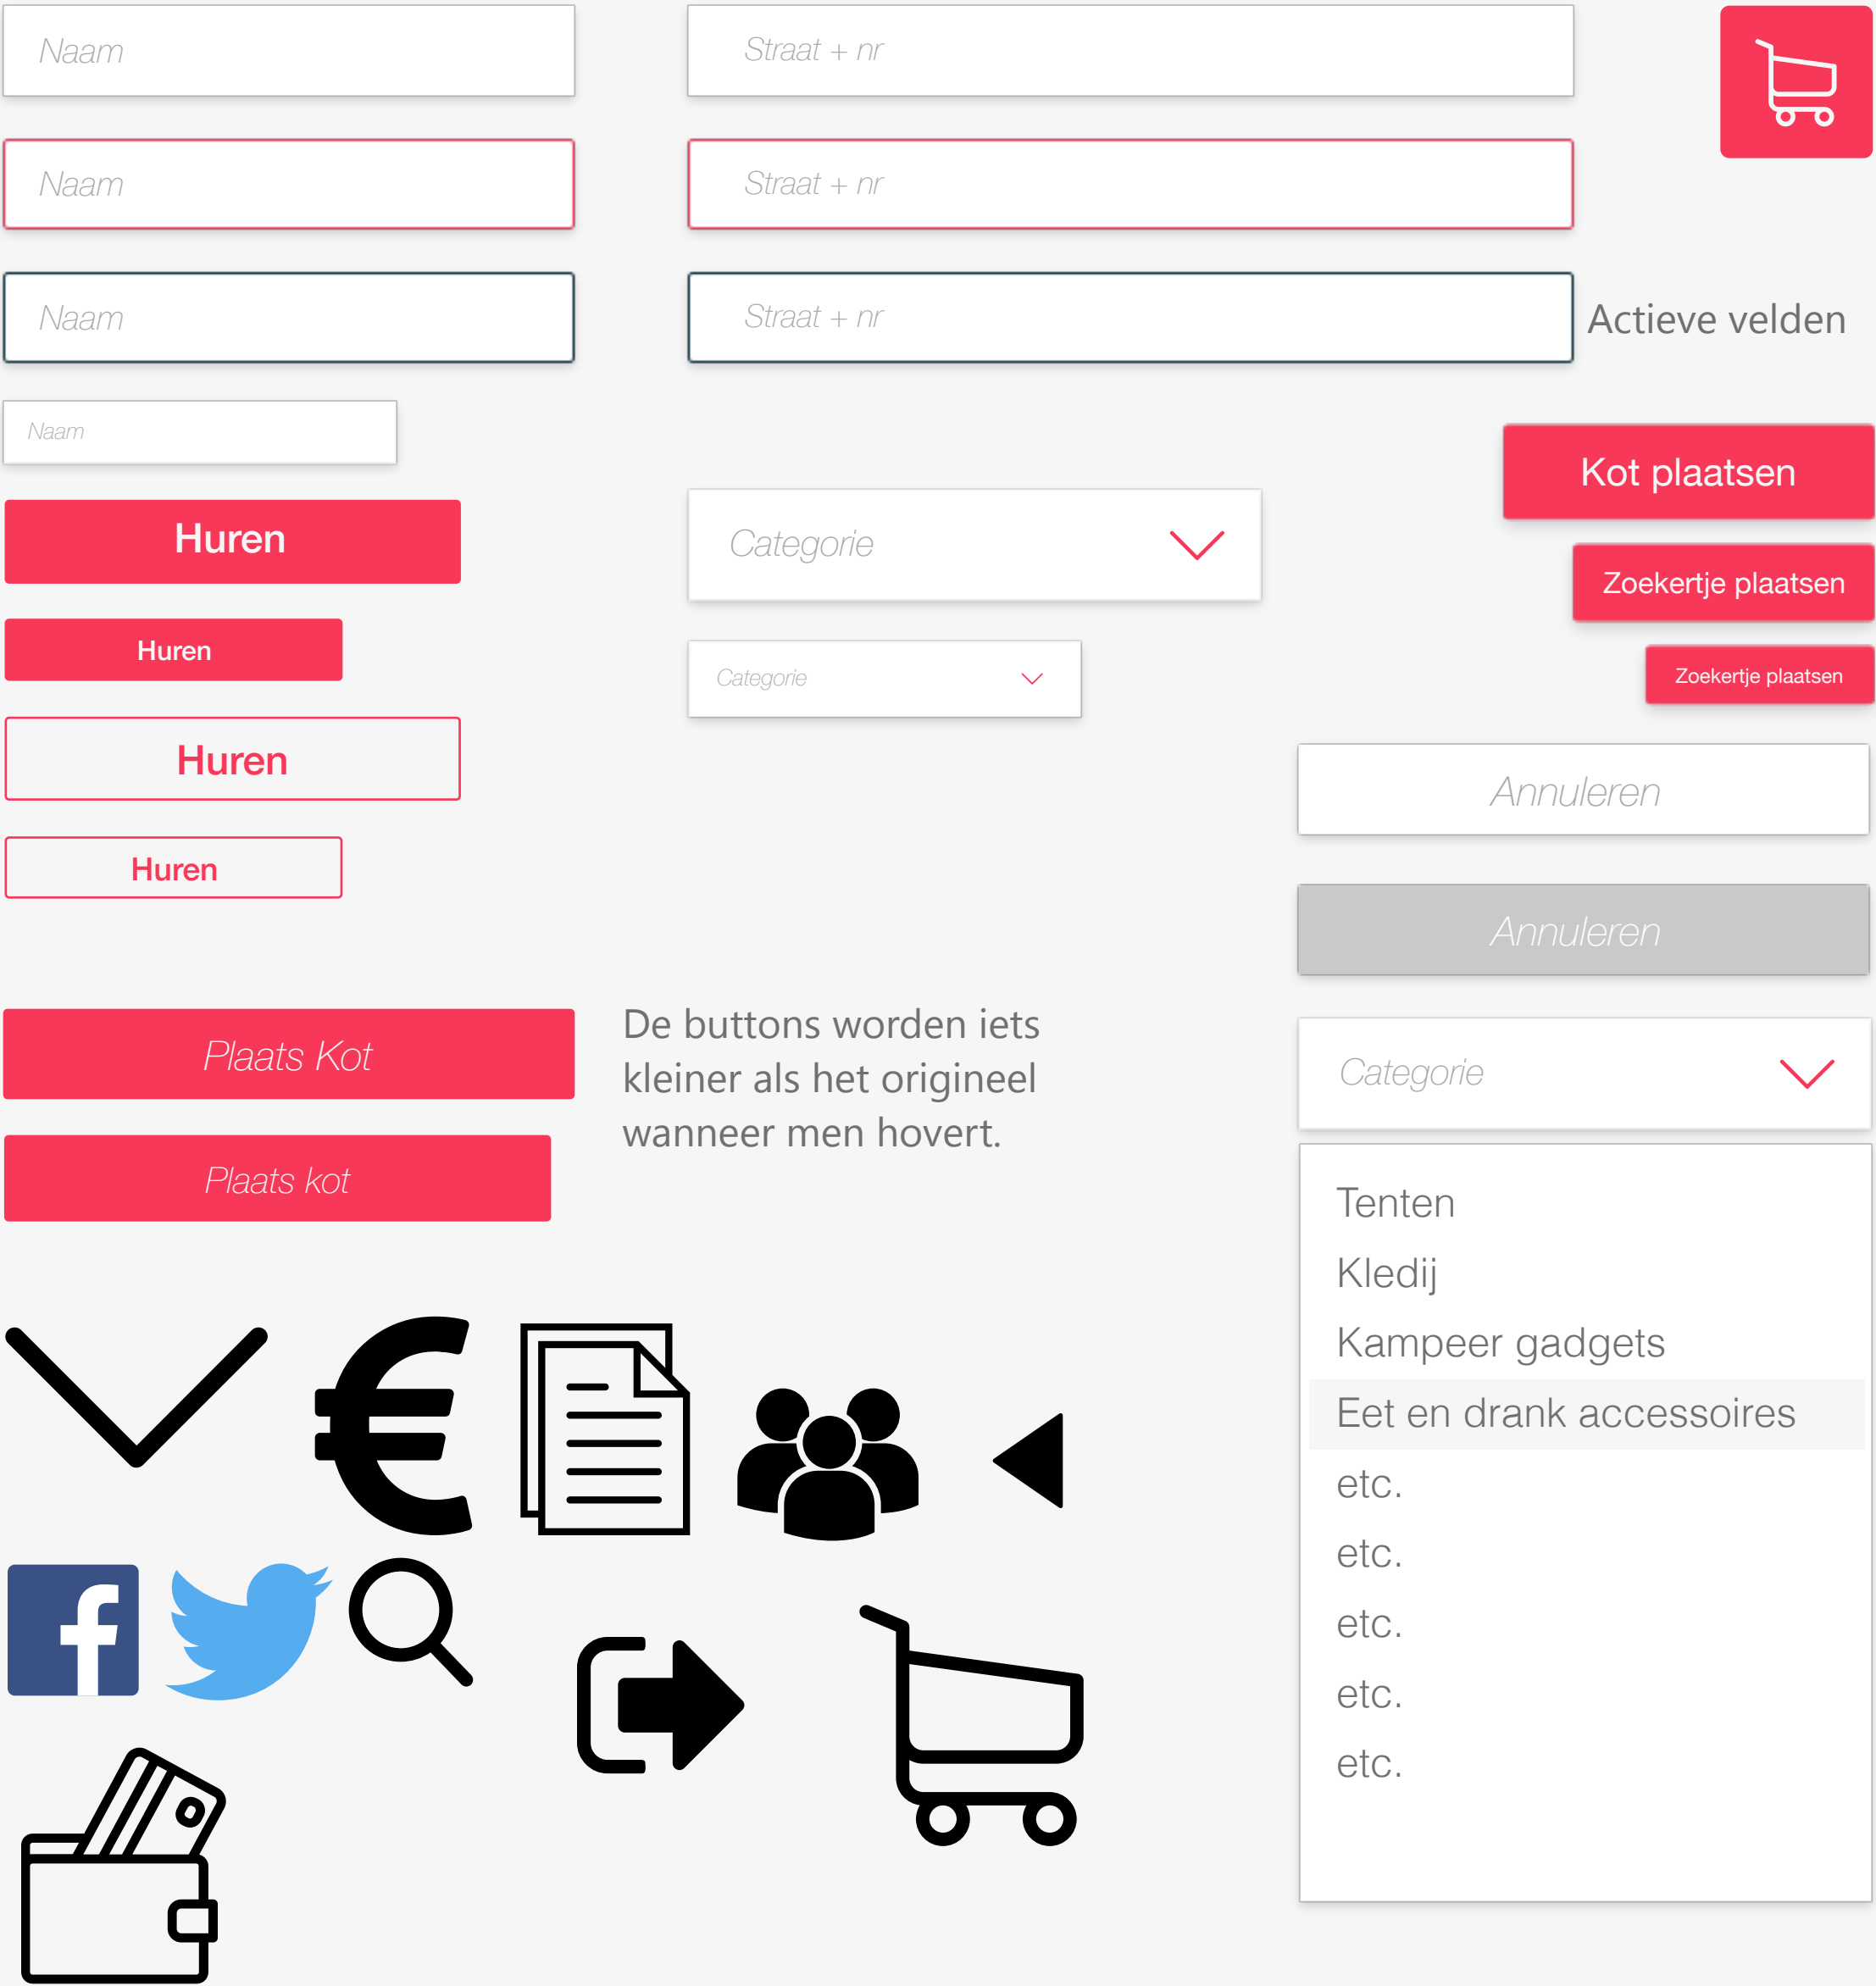 Naam
Straat + nr
Naam
Straat + nr
Naam
Straat + nr
Actieve velden
Naam
Kot plaatsen
Huren
Categorie
Zoekertje plaatsen
Huren
Categorie
Zoekertje plaatsen
Huren
Annuleren
Huren
Annuleren
Plaats Kot
De buttons worden iets
kleiner als het origineel
wanneer men hovert.
Plaats kot
Categorie
Tenten
Kledij
Kampeer gadgets
Eet en drank accessoires
etc.
etc.
etc.
etc.
etc.